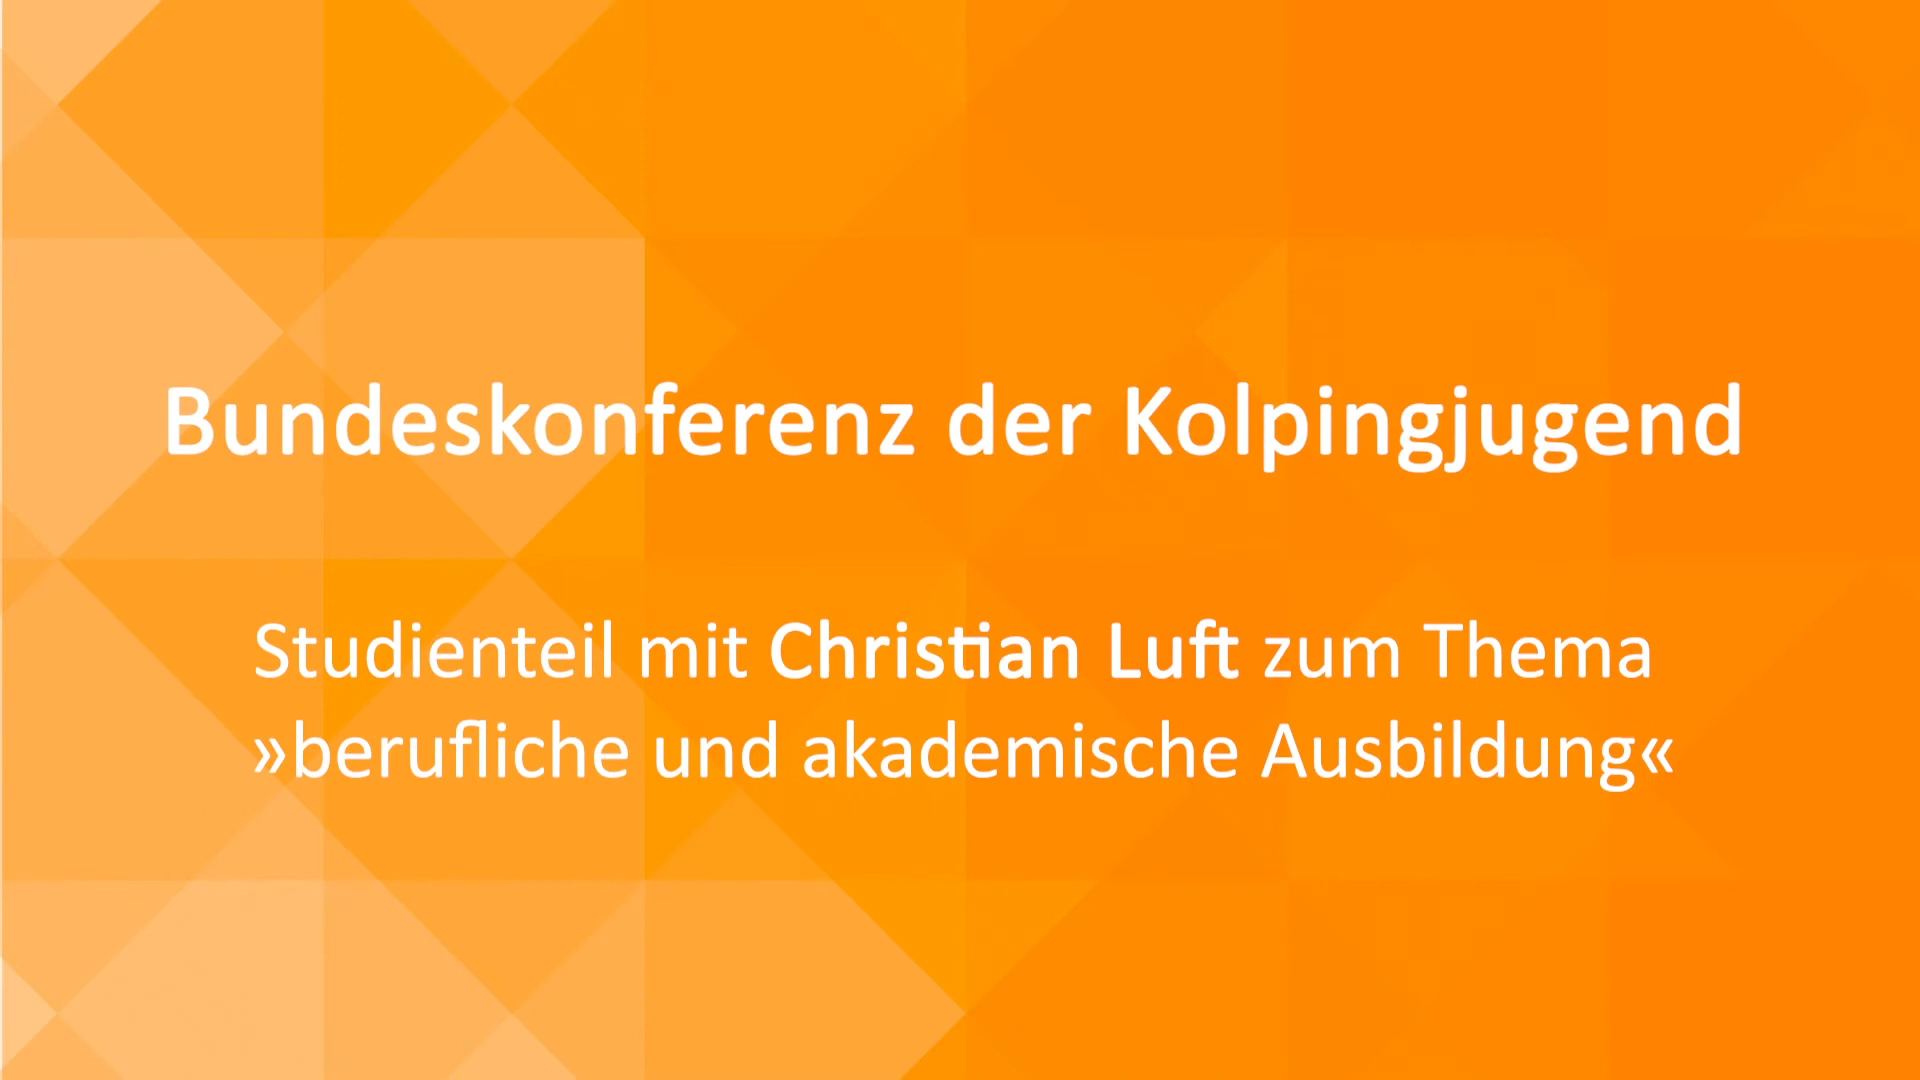 Bundeskonferenz der Kolpingjugend
Studienteil mit Christian Luft zum Thema
»berufliche und akademische Ausbildung«